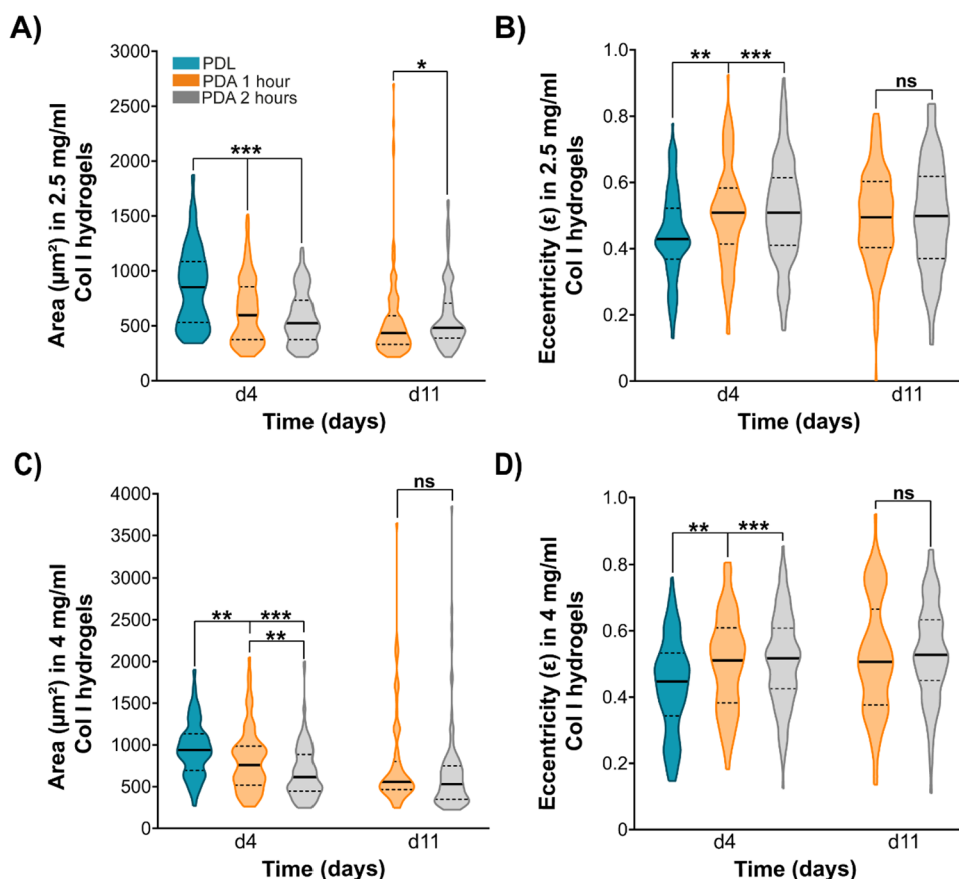 A)
Area (µm²) in 2.5 mg/ml
Col I hydrogels
3000
2500
2000
1500
1000
500
0
PDL
PDA 1 hour
PDA 2 hours
***
*
d4
d11
Time (days)
B)
Eccentricity (ε) in 2.5 mg/ml
Col I hydrogels
1.0
0.8
0.6
0.4
0.2
0
**
***
ns
d4
d11
Time (days)
C)
Area (µm²) in 4 mg/ml
Col I hydrogels
4000
3500
3000
2500
2000
1500
1000
500
0
**
***
**
ns
d4
d11
Time (days)
D)
Eccentricity (ε) in 4 mg/ml
Col I hydrogels
1.0
0.8
0.6
0.4
0.2
0
**
***
ns
d4
d11
Time (days)